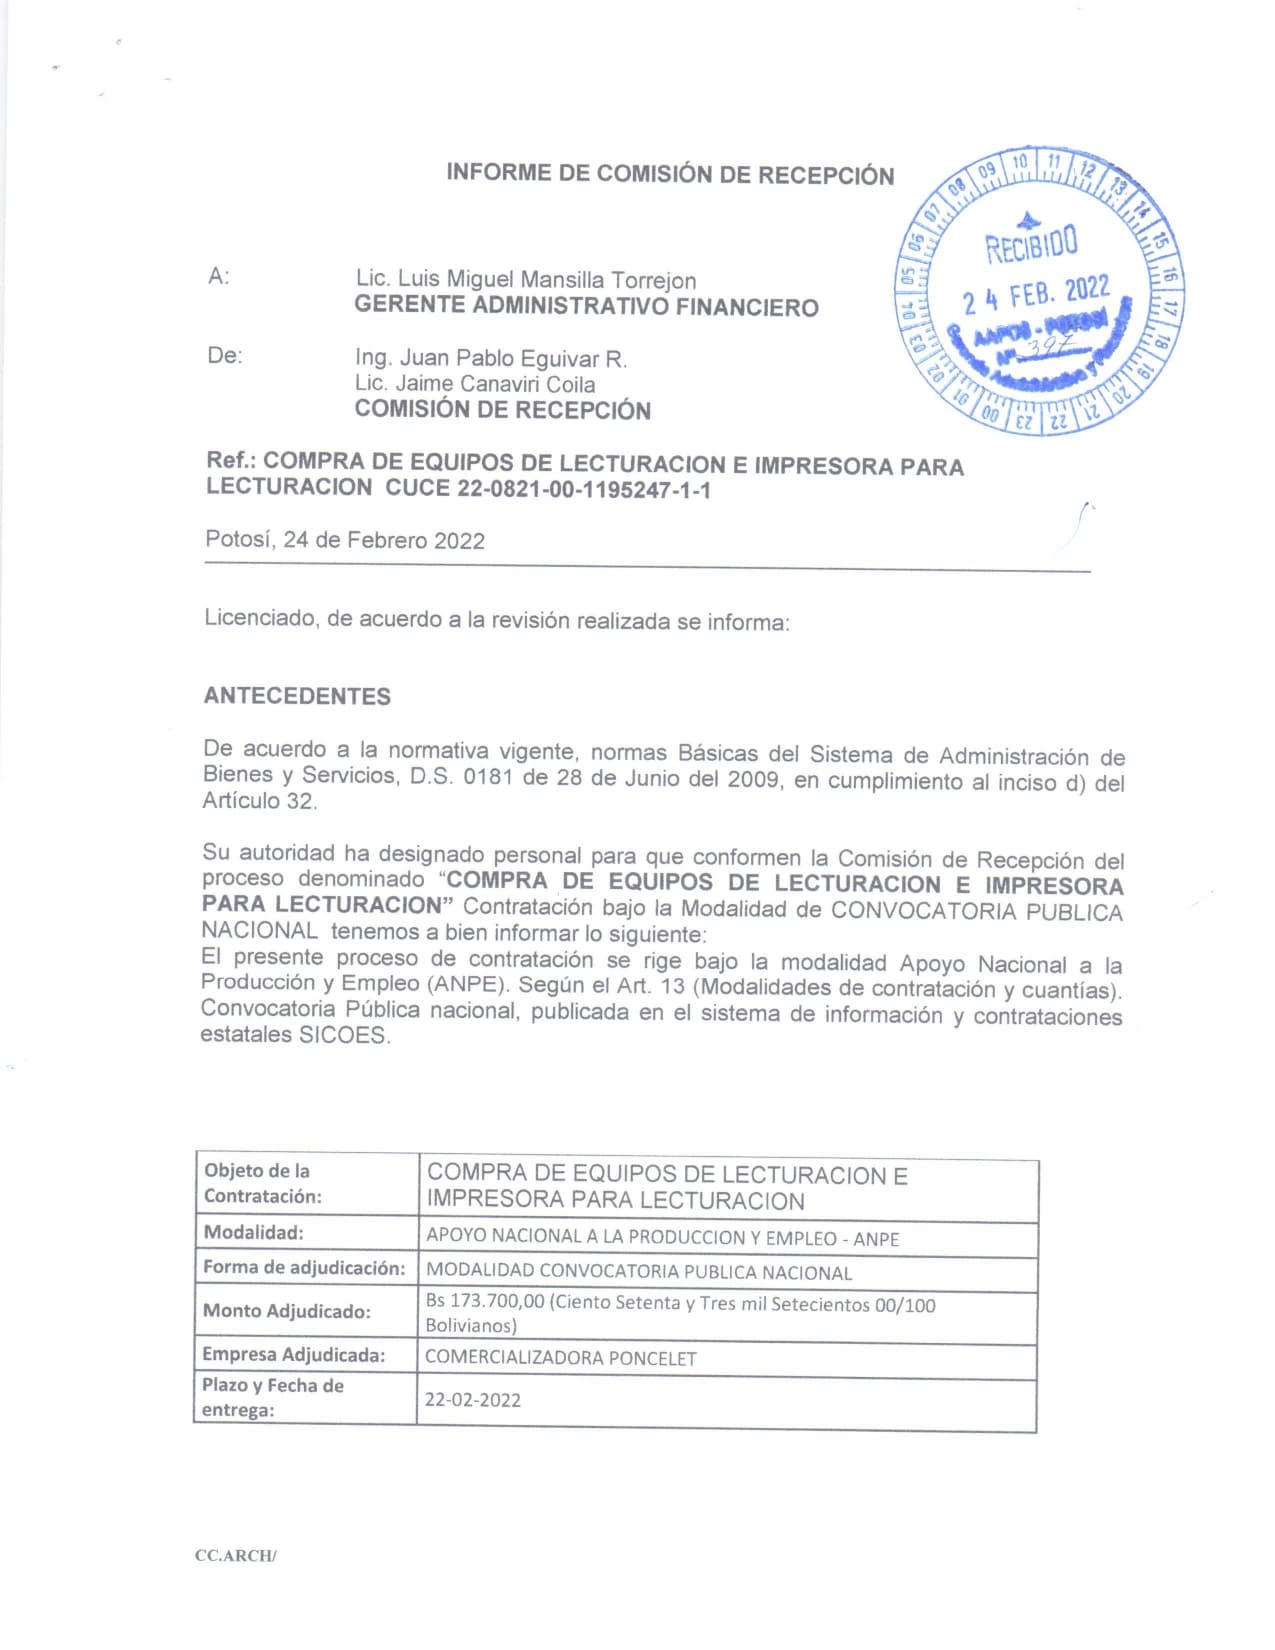 INFORME DE COMISIÓN DE RECEPCIÓN
09 10 11 12 13 14 15 16 17 18 19 20 21 22 23 00 01 02 03 04 05 06 07 08
RECIBIDO
24 FEB. 2022
AAPOS - POTOSI
Nº 397
A: Lic. Luis Miguel Mansilla Torrejon
GERENTE ADMINISTRATIVO FINANCIERO
De: Ing. Juan Pablo Eguivar R.
Lic. Jaime Canaviri Coila
COMISIÓN DE RECEPCIÓN
Ref.: COMPRA DE EQUIPOS DE LECTURACION E IMPRESORA PARA
LECTURACION CUCE 22-0821-00-1195247-1-1
Potosí, 24 de Febrero 2022
Licenciado, de acuerdo a la revisión realizada se informa:
ANTECEDENTES
De acuerdo a la normativa vigente, normas Básicas del Sistema de Administración de
Bienes y Servicios, D.S. 0181 de 28 de Junio del 2009, en cumplimiento al inciso d) del
Artículo 32.
Su autoridad ha designado personal para que conformen la Comisión de Recepción del
proceso denominado “COMPRA DE EQUIPOS DE LECTURACION E IMPRESORA
PARA LECTURACION” Contratación bajo la Modalidad de CONVOCATORIA PUBLICA
NACIONAL tenemos a bien informar lo siguiente:
El presente proceso de contratación se rige bajo la modalidad Apoyo Nacional a la
Producción y Empleo (ANPE). Según el Art. 13 (Modalidades de contratación y cuantías).
Convocatoria Pública nacional, publicada en el sistema de información y contrataciones
estatales SICOES.
Objeto de la
Contratación:
COMPRA DE EQUIPOS DE LECTURACION E
IMPRESORA PARA LECTURACION
Modalidad: APOYO NACIONAL A LA PRODUCCION Y EMPLEO - ANPE
Forma de adjudicación: MODALIDAD CONVOCATORIA PUBLICA NACIONAL
Monto Adjudicado:
Bs 173.700,00 (Ciento Setenta y Tres mil Setecientos 00/100
Bolivianos)
Empresa Adjudicada: COMERCIALIZADORA PONCELET
Plazo y Fecha de
entrega:
22-02-2022
CC.ARCH/